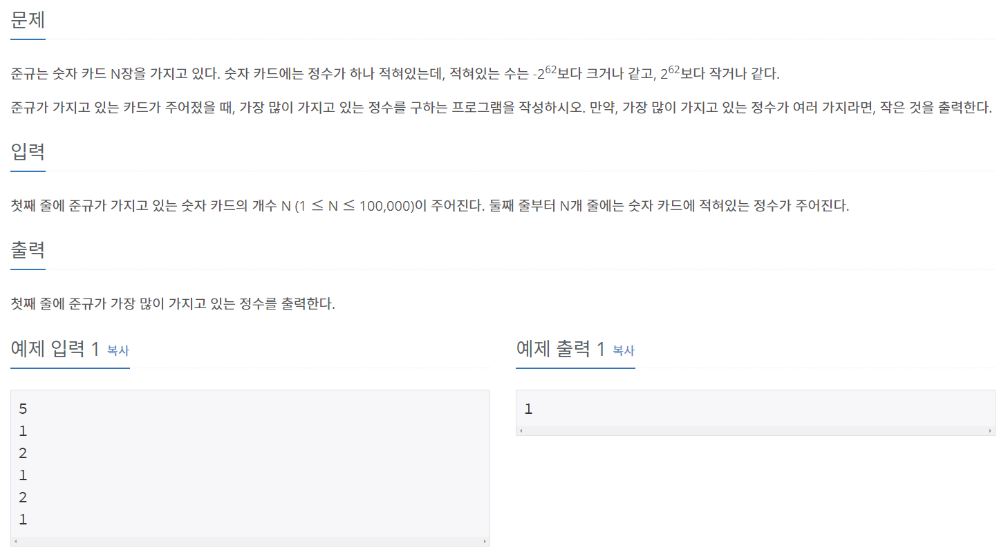 문제
준규는 숫자 카드 N장을 가지고 있다. 숫자 카드에는 정수가 하나 적혀있는데, 적혀있는 수는 -2^62보다 크거나 같고, 2^62보다 작거나 같다.
준규가 가지고 있는 카드가 주어졌을 때, 가장 많이 가지고 있는 정수를 구하는 프로그램을 작성하시오. 만약, 가장 많이 가지고 있는 정수가 여러 가지라면, 작은 것을 출력한다.
입력
첫째 줄에 준규가 가지고 있는 숫자 카드의 개수 N (1 ≤ N ≤ 100,000)이 주어진다. 둘째 줄부터 N개 줄에는 숫자 카드에 적혀있는 정수가 주어진다.
출력
첫째 줄에 준규가 가장 많이 가지고 있는 정수를 출력한다.
예제 입력 1 복사
5
1
2
1
2
1
예제 출력 1 복사
1